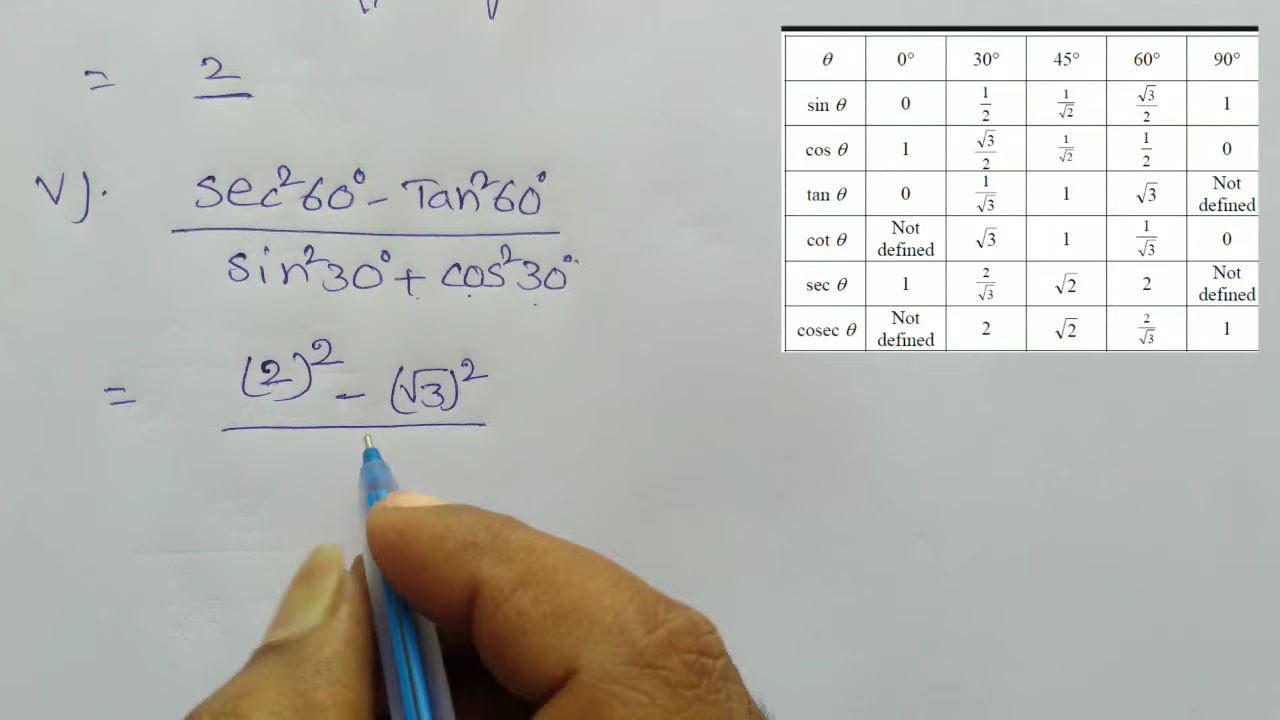 = 2
V). sec²60° - Tan²60°
sin²30° + cos²30°
= (2)² - (√3)²
θ 0° 30° 45° 60° 90°
sin θ 0 1/2 1/√2 √3/2 1
cos θ 1 √3/2 1/√2 1/2 0
tan θ 0 1/√3 1 √3 Not defined
cot θ Not defined √3 1 1/√3 0
sec θ 1 2/√3 √2 2 Not defined
cosec θ Not defined 2 √2 2/√3 1